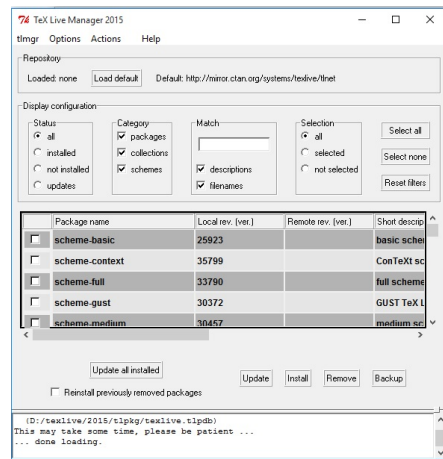 TeX Live Manager 2015
tlmgr Options Actions Help
Repository
Loaded: none Load default Default: http://mirror.ctan.org/systems/texlive/tlnet
Display configuration
Status
all
installed
not installed
updates
Category
packages
collections
schemes
Match
descriptions
filenames
Selection
all
selected
not selected
Select all
Select none
Reset filters
Package name Local rev. (ver.) Remote rev. (ver.) Short descrip
scheme-basic 25923 basic scher
scheme-context 35799 ConTeXt sc
scheme-full 33790 full scheme
scheme-gust 30372 GUST TeX L
scheme-medium 30457 medium sc
Update all installed
Reinstall previously removed packages
Update Install Remove Backup
(D:/texlive/2015/tlpkg/texlive.tlpdb)
This may take some time, please be patient ...
... done loading.